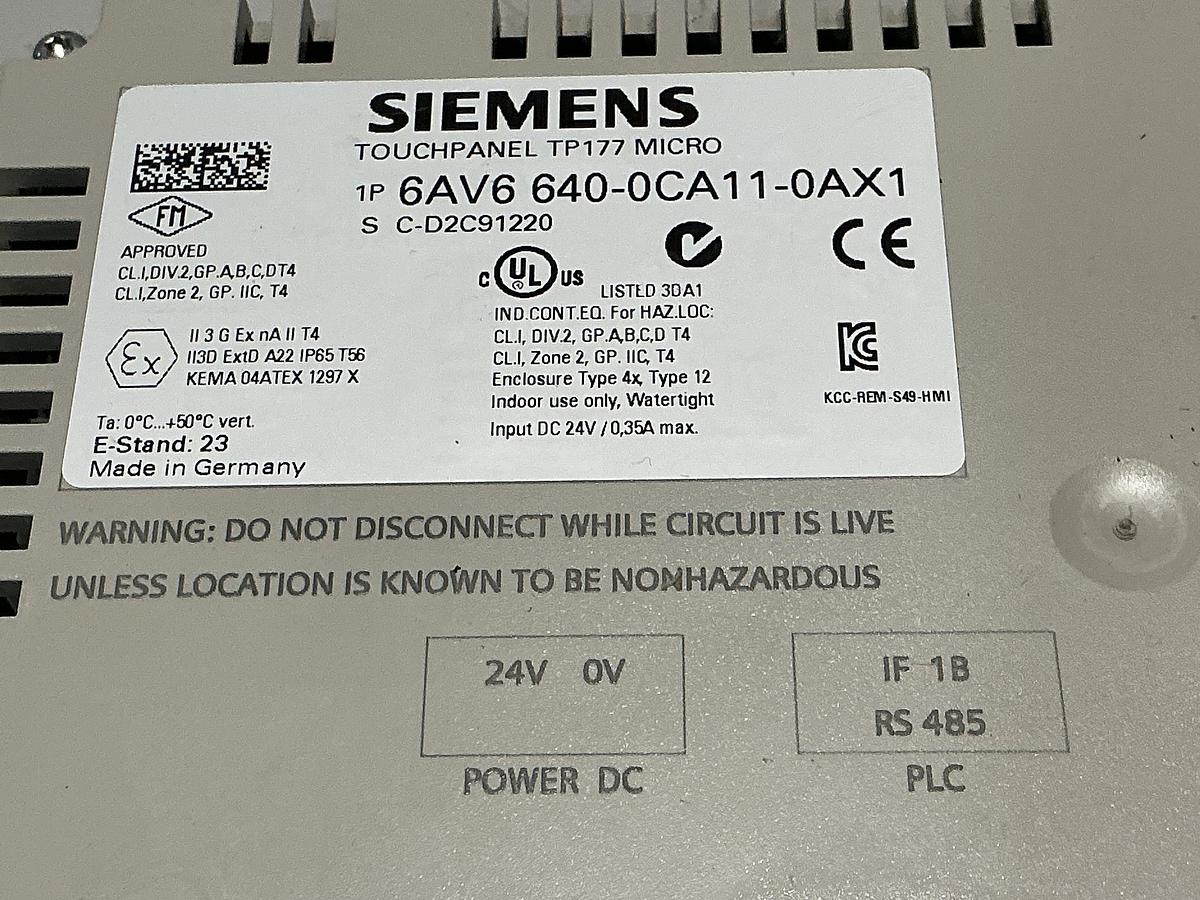 SIEMENS
TOUCHPANEL TP177 MICRO
1P 6AV6 640-0CA11-0AX1
S C-D2C91220
FM
APPROVED
CL.I,DIV.2,GP.A,B,C,DT4
CL.I,Zone 2, GP. IIC, T4
C UL US
LISTED 3DA1
IND.CONT.EQ. For HAZ.LOC:
CL.I, DIV.2, GP.A,B,C,D T4
CL.I, Zone 2, GP. IIC, T4
Enclosure Type 4x, Type 12
Indoor use only, Watertight
Input DC 24V / 0,35A max.
CE
KC
KCC-REM-S49-HMI
Ex
II 3 G Ex nA II T4
II3D ExtD A22 IP65 T56
KEMA 04ATEX 1297 X
Ta: 0°C...+50°C vert.
E-Stand: 23
Made in Germany
WARNING: DO NOT DISCONNECT WHILE CIRCUIT IS LIVE
UNLESS LOCATION IS KNOWN TO BE NONHAZARDOUS
24V 0V
POWER DC
IF 1B
RS 485
PLC